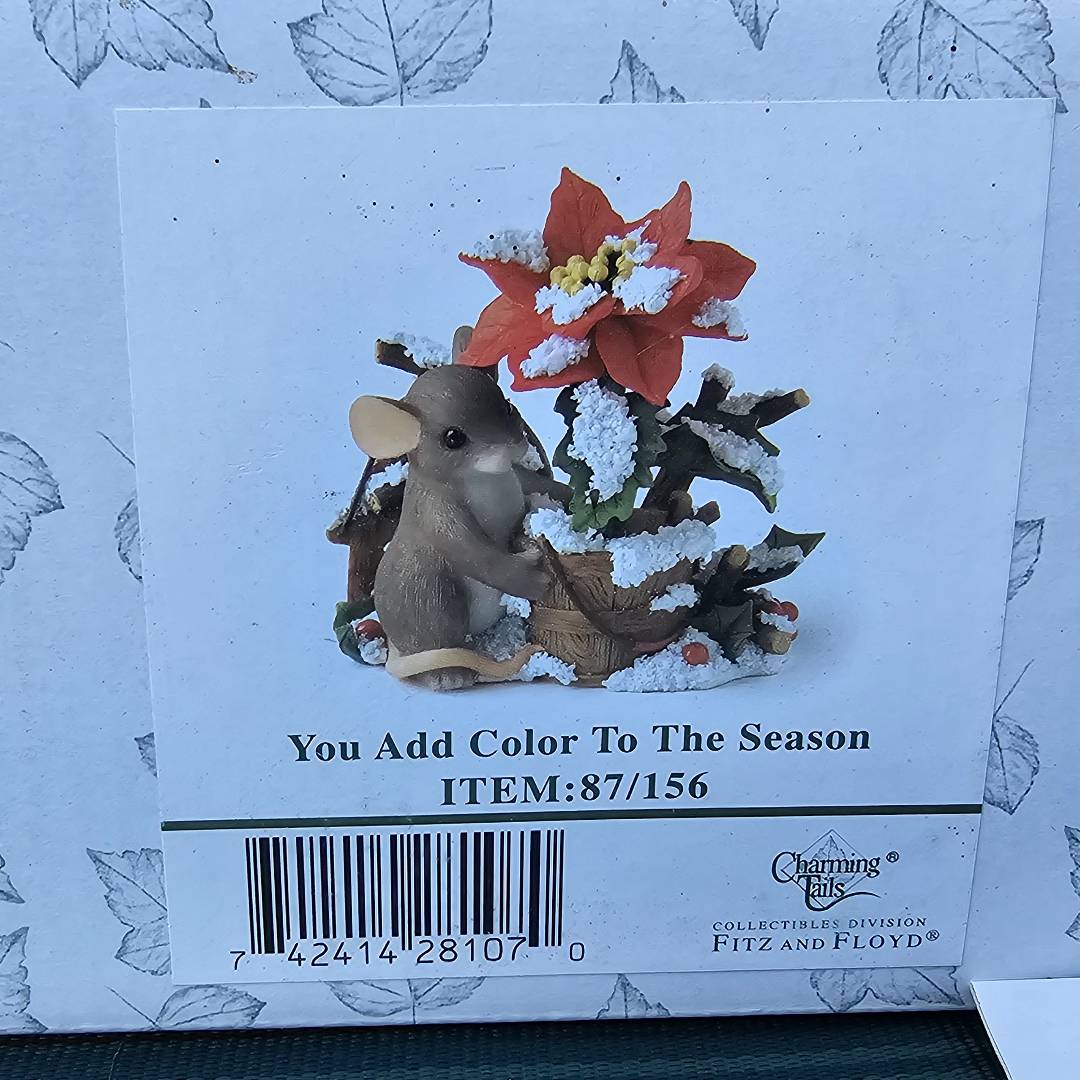 You Add Color To The Season
ITEM:87/156
7 42414 28107 0
Charming®
Tails
COLLECTIBLES DIVISION
FITZ AND FLOYD®